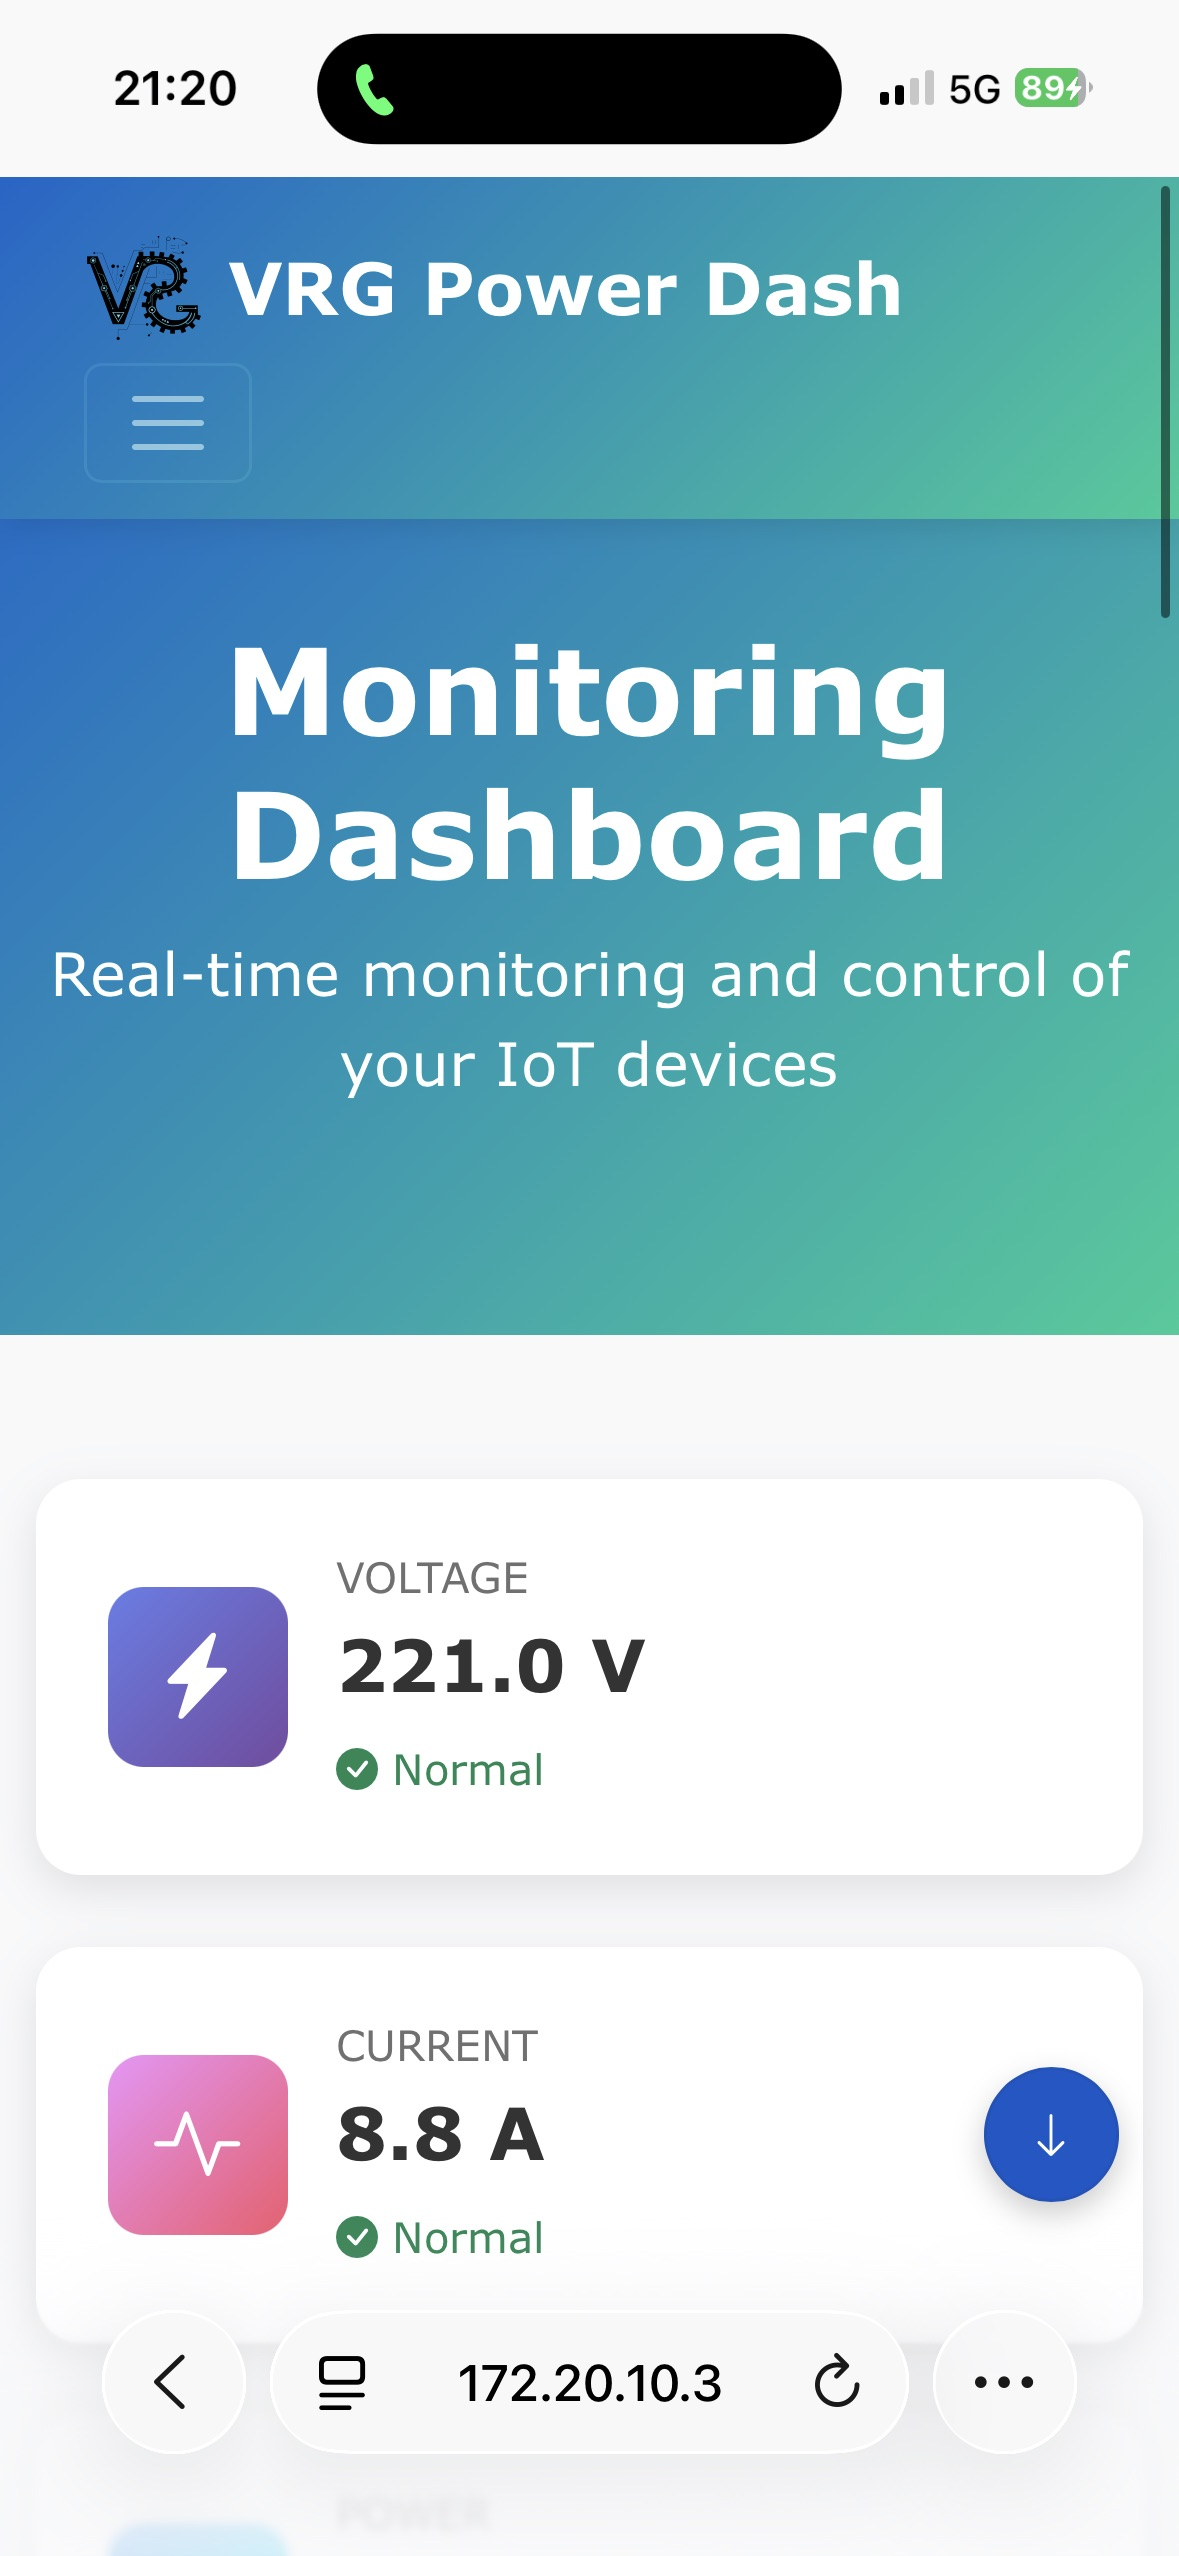 21:20
5G
89
VRG Power Dash
Monitoring
Dashboard
Real-time monitoring and control of
your IoT devices
VOLTAGE
221.0 V
Normal
CURRENT
8.8 A
Normal
172.20.10.3
POWER